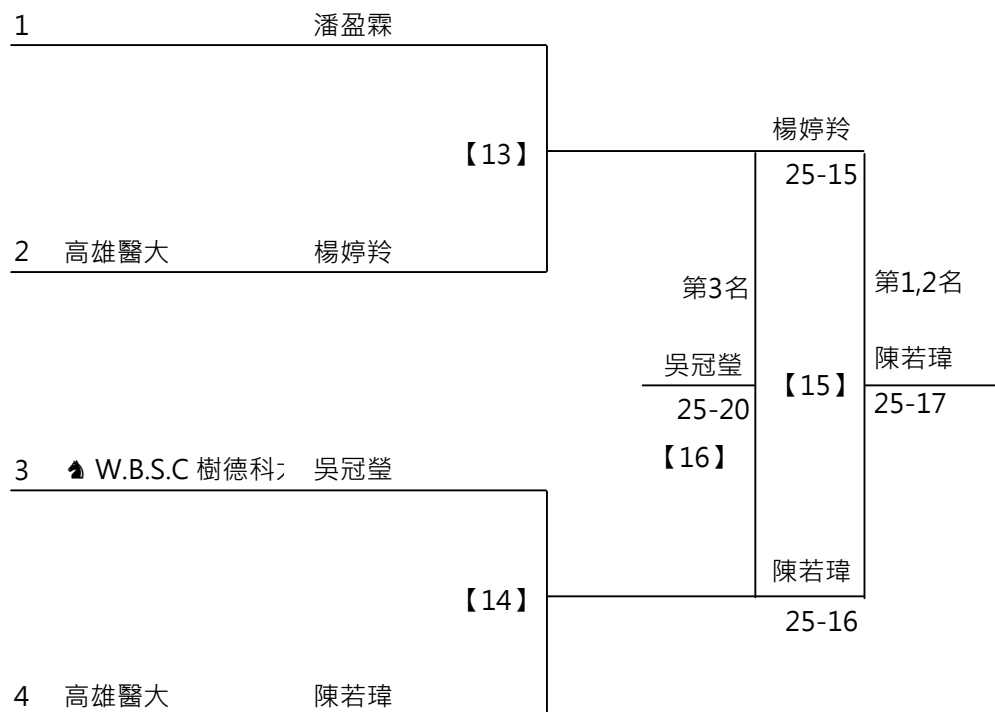 1 潘盈霖
楊婷羚
【13】
25-15
2 高雄醫大 楊婷羚
第3名 第1,2名
吳冠瑩 【15】 陳若瑋
25-20 25-17
【16】
3 ♞ W.B.S.C 樹德科 吳冠瑩
陳若瑋
【14】
25-16
4 高雄醫大 陳若瑋